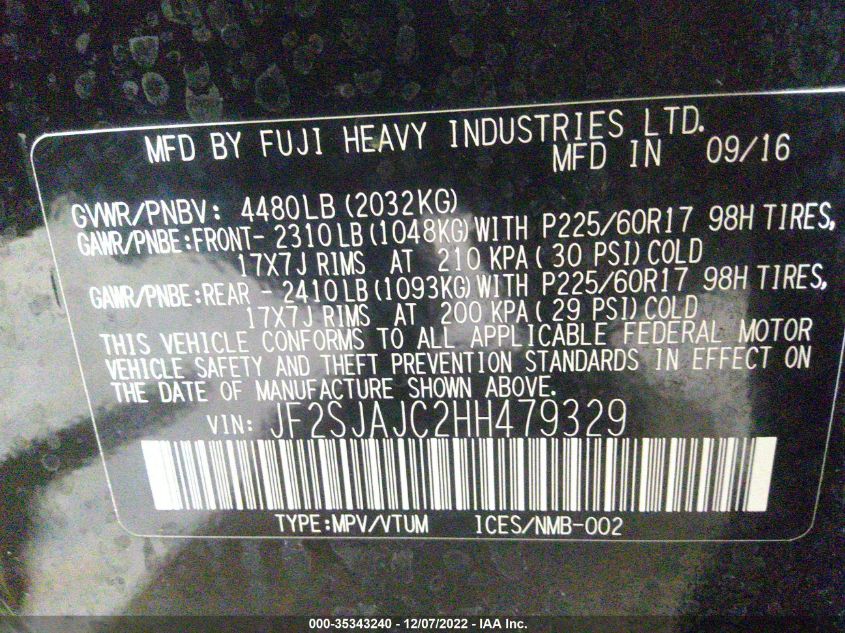 MFD BY FUJI HEAVY INDUSTRIES LTD.
MFD IN 09/16
GVWR/PNBV: 4480LB (2032KG)
GAWR/PNBE:FRONT- 2310LB (1048KG) WITH P225/60R17 98H TIRES,
17X7J RIMS AT 210 KPA ( 30 PSI) COLD
GAWR/PNBE:REAR - 2410LB (1093KG) WITH P225/60R17 98H TIRES,
17X7J RIMS AT 200 KPA ( 29 PSI) COLD
THIS VEHICLE CONFORMS TO ALL APPLICABLE FEDERAL MOTOR
VEHICLE SAFETY AND THEFT PREVENTION STANDARDS IN EFFECT ON
THE DATE OF MANUFACTURE SHOWN ABOVE.
VIN: JF2SJAJC2HH479329
TYPE:MPV/VTUM ICES/NMB-002
000-35343240 - 12/07/2022 - IAA Inc.